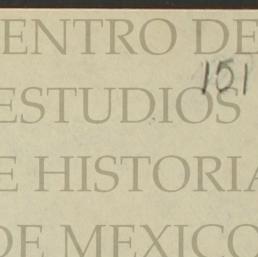 ENTRO DE
151
ESTUDIOS
E HISTORIA
DE MEXICO